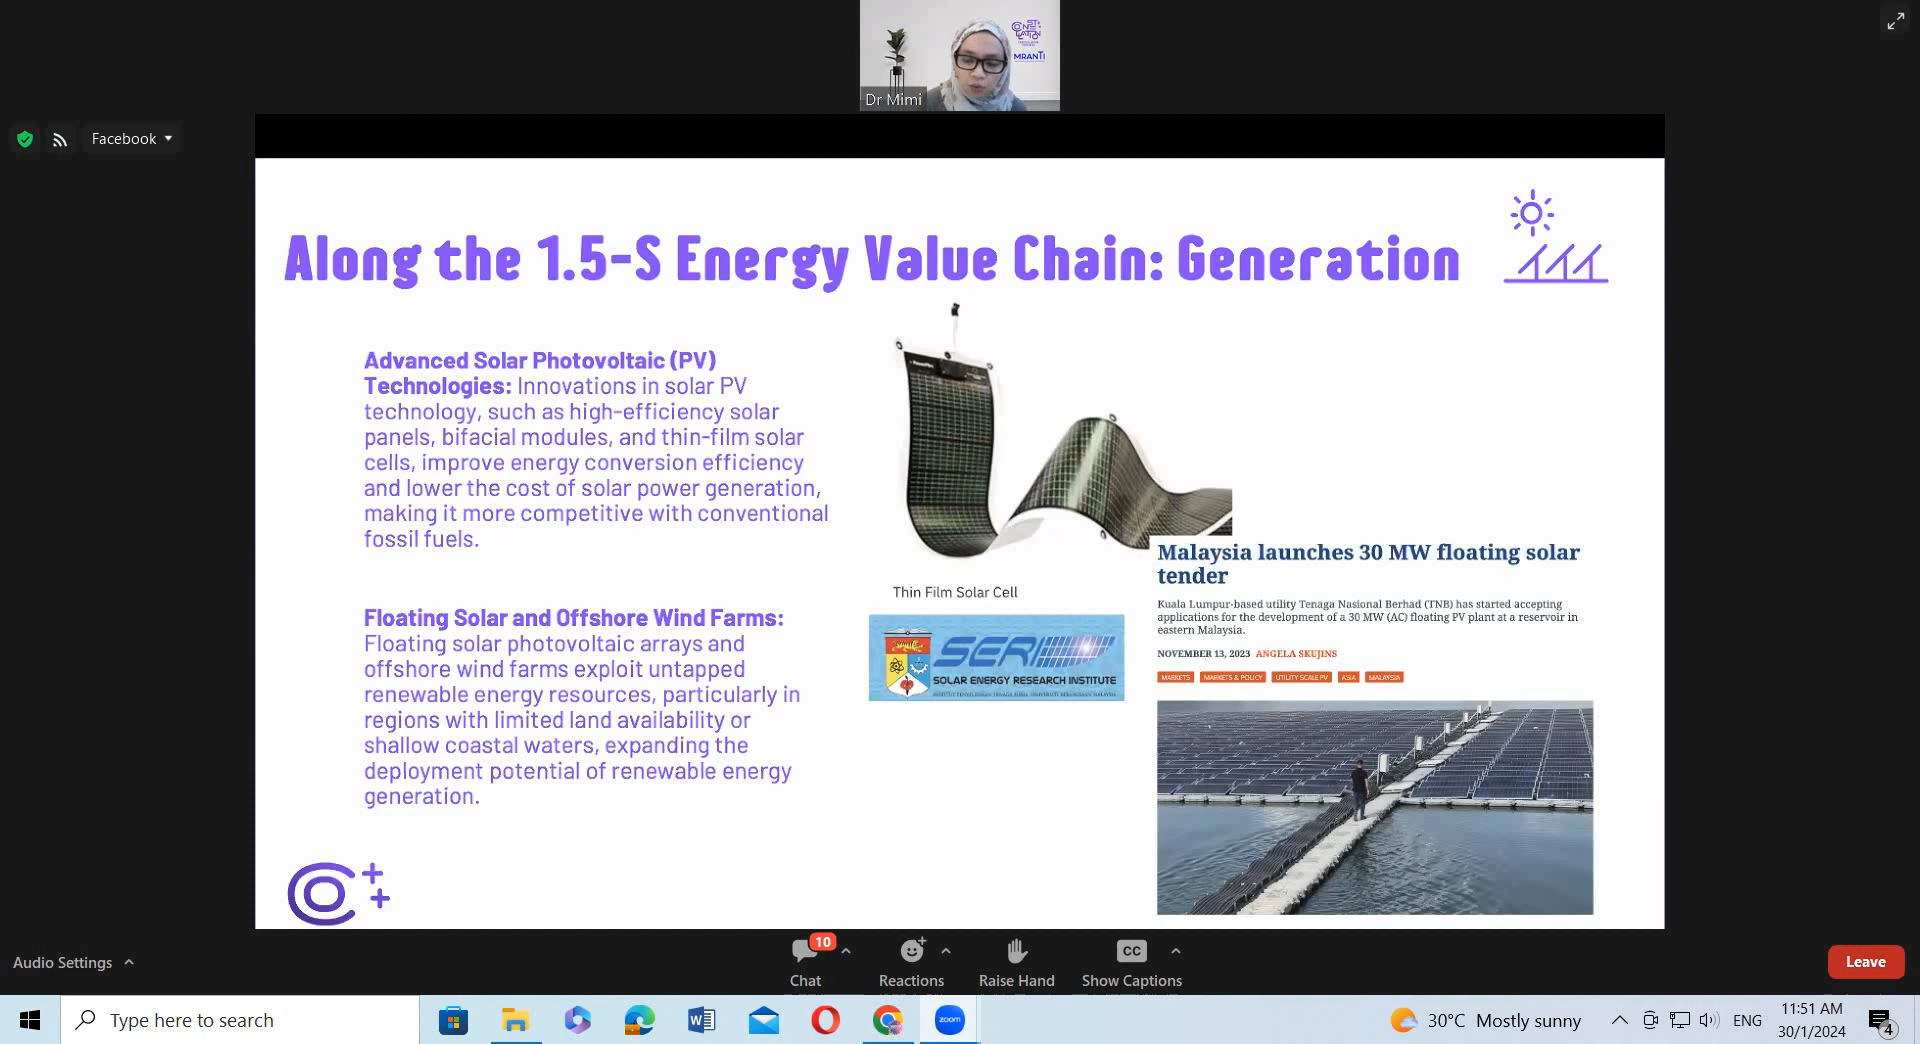 CONSTELLATION
MRANTI
Dr Mimi
Facebook
Along the 1.5-S Energy Value Chain: Generation
Advanced Solar Photovoltaic (PV)
Technologies: Innovations in solar PV
technology, such as high-efficiency solar
panels, bifacial modules, and thin-film solar
cells, improve energy conversion efficiency
and lower the cost of solar power generation,
making it more competitive with conventional
fossil fuels.
Floating Solar and Offshore Wind Farms:
Floating solar photovoltaic arrays and
offshore wind farms exploit untapped
renewable energy resources, particularly in
regions with limited land availability or
shallow coastal waters, expanding the
deployment potential of renewable energy
generation.
Thin Film Solar Cell
SERI
SOLAR ENERGY RESEARCH INSTITUTE
Malaysia launches 30 MW floating solar
tender
Kuala Lumpur-based utility Tenaga Nasional Berhad (TNB) has started accepting
applications for the development of a 30 MW (AC) floating PV plant at a reservoir in
eastern Malaysia.
NOVEMBER 13, 2023 ANGELA SKUJINS
MARKETS MARKETS & POLICY UTILITY SCALE PV ASIA MALAYSIA
Audio Settings
10
Chat
Reactions
Raise Hand
CC
Show Captions
Leave
Type here to search
W
zoom
30°C Mostly sunny
ENG
11:51 AM
30/1/2024
4